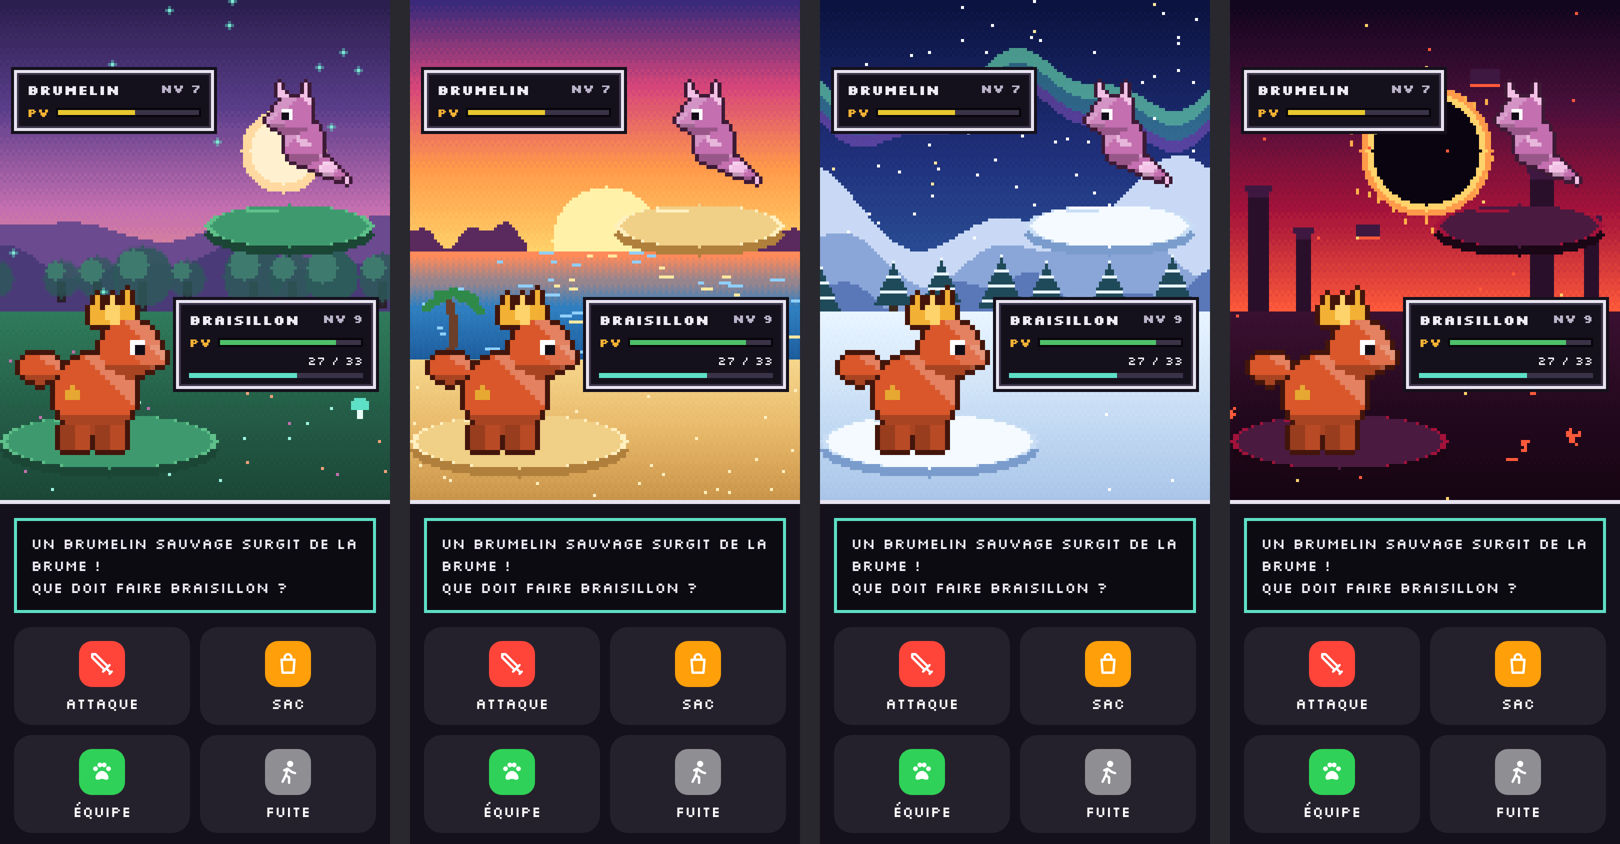 BRUMELIN NV 7
PV
BRAISILLON NV 9
PV
27 / 33
UN BRUMELIN SAUVAGE SURGIT DE LA
BRUME !
QUE DOIT FAIRE BRAISILLON ?
ATTAQUE SAC
ÉQUIPE FUITE
BRUMELIN NV 7
PV
BRAISILLON NV 9
PV
27 / 33
UN BRUMELIN SAUVAGE SURGIT DE LA
BRUME !
QUE DOIT FAIRE BRAISILLON ?
ATTAQUE SAC
ÉQUIPE FUITE
BRUMELIN NV 7
PV
BRAISILLON NV 9
PV
27 / 33
UN BRUMELIN SAUVAGE SURGIT DE LA
BRUME !
QUE DOIT FAIRE BRAISILLON ?
ATTAQUE SAC
ÉQUIPE FUITE
BRUMELIN NV 7
PV
BRAISILLON NV 9
PV
27 / 33
UN BRUMELIN SAUVAGE SURGIT DE LA
BRUME !
QUE DOIT FAIRE BRAISILLON ?
ATTAQUE SAC
ÉQUIPE FUITE